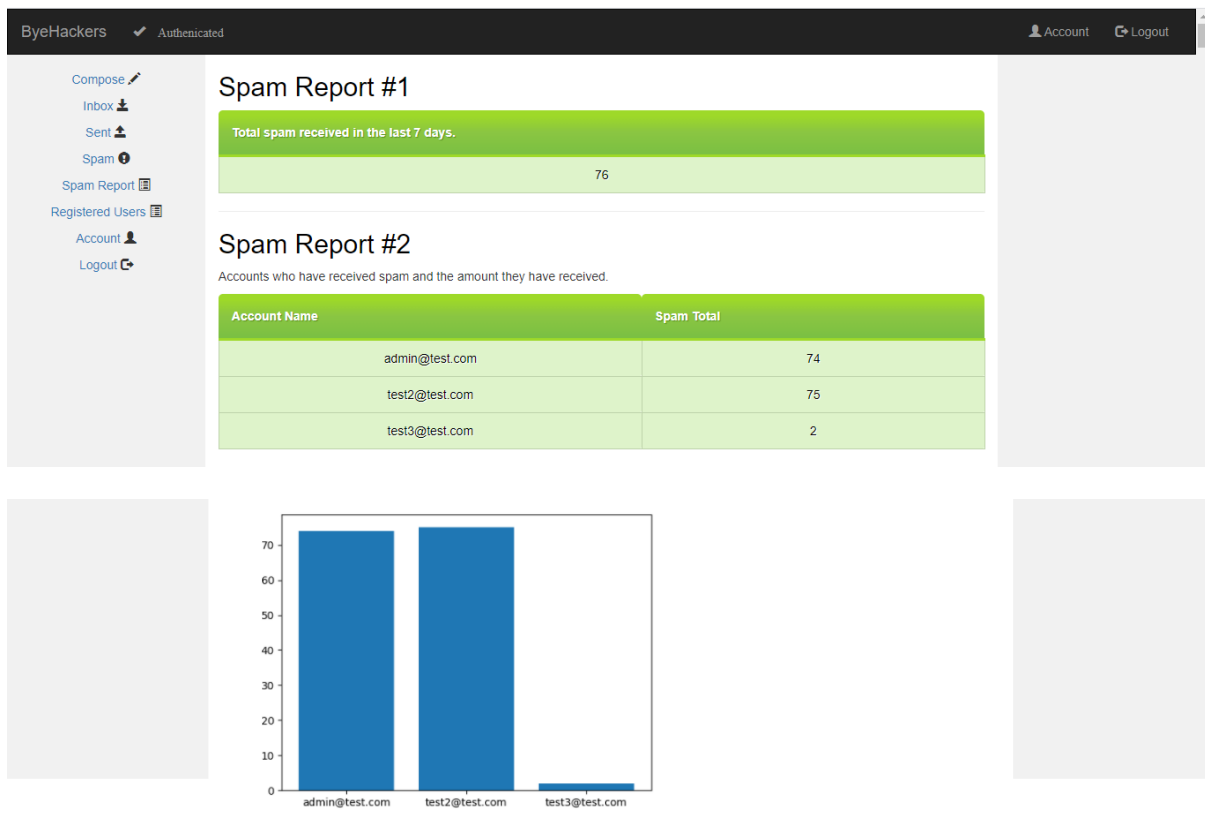 ByeHackers ✔ Authenicated Account Logout
Compose
Inbox
Sent
Spam
Spam Report
Registered Users
Account
Logout
Spam Report #1
Total spam received in the last 7 days.
76
Spam Report #2
Accounts who have received spam and the amount they have received.
Account Name Spam Total
admin@test.com 74
test2@test.com 75
test3@test.com 2
70
60
50
40
30
20
10
0
admin@test.com test2@test.com test3@test.com